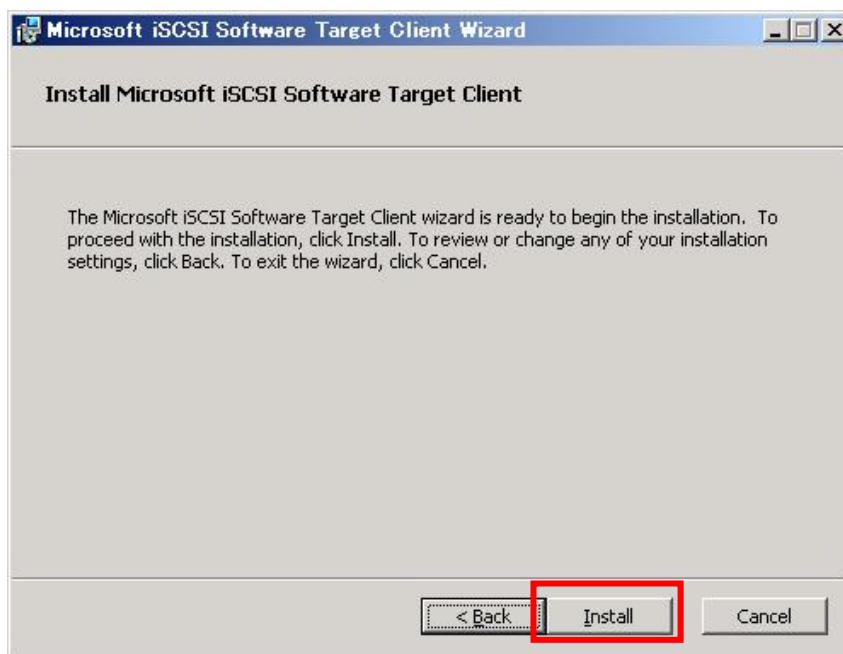 Microsoft iSCSI Software Target Client Wizard
Install Microsoft iSCSI Software Target Client
The Microsoft iSCSI Software Target Client wizard is ready to begin the installation. To
proceed with the installation, click Install. To review or change any of your installation
settings, click Back. To exit the wizard, click Cancel.
< Back Install Cancel